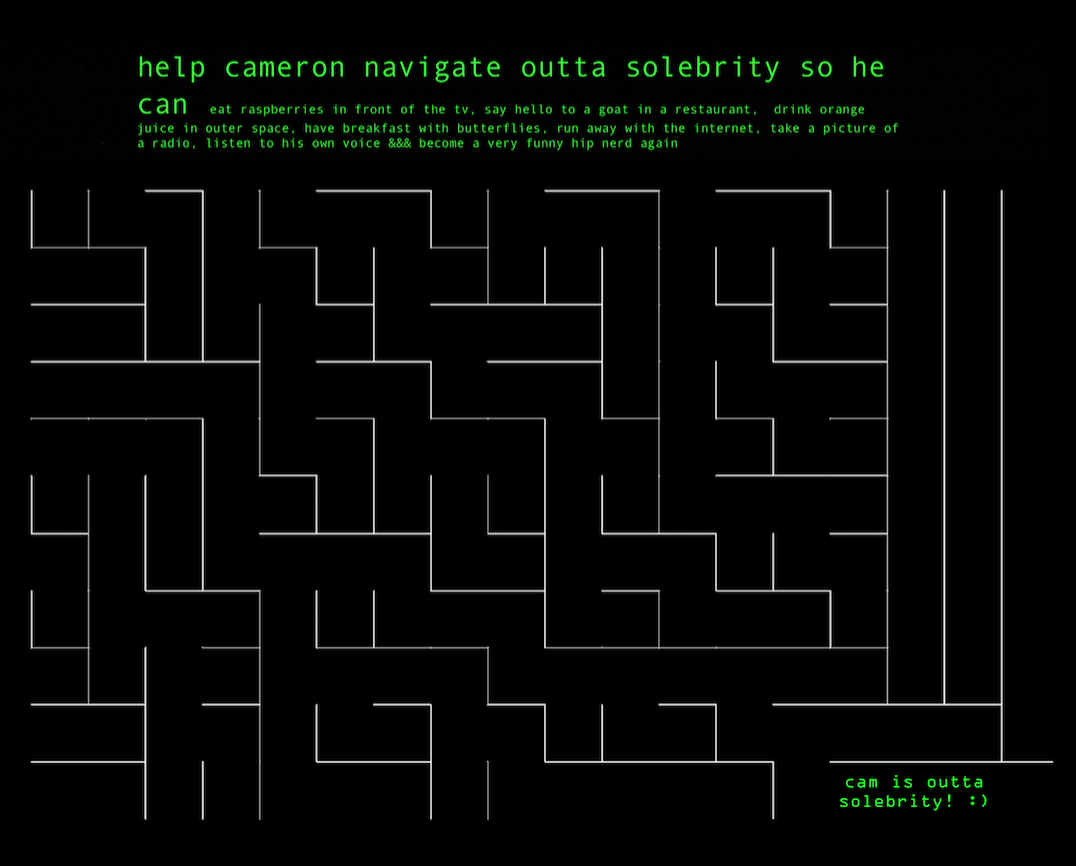 help cameron navigate outta solebrity so he
can eat raspberries in front of the tv, say hello to a goat in a restaurant, drink orange
juice in outer space, have breakfast with butterflies, run away with the internet, take a picture of
a radio, listen to his own voice &&& become a very funny hip nerd again
cam is outta
solebrity! :)